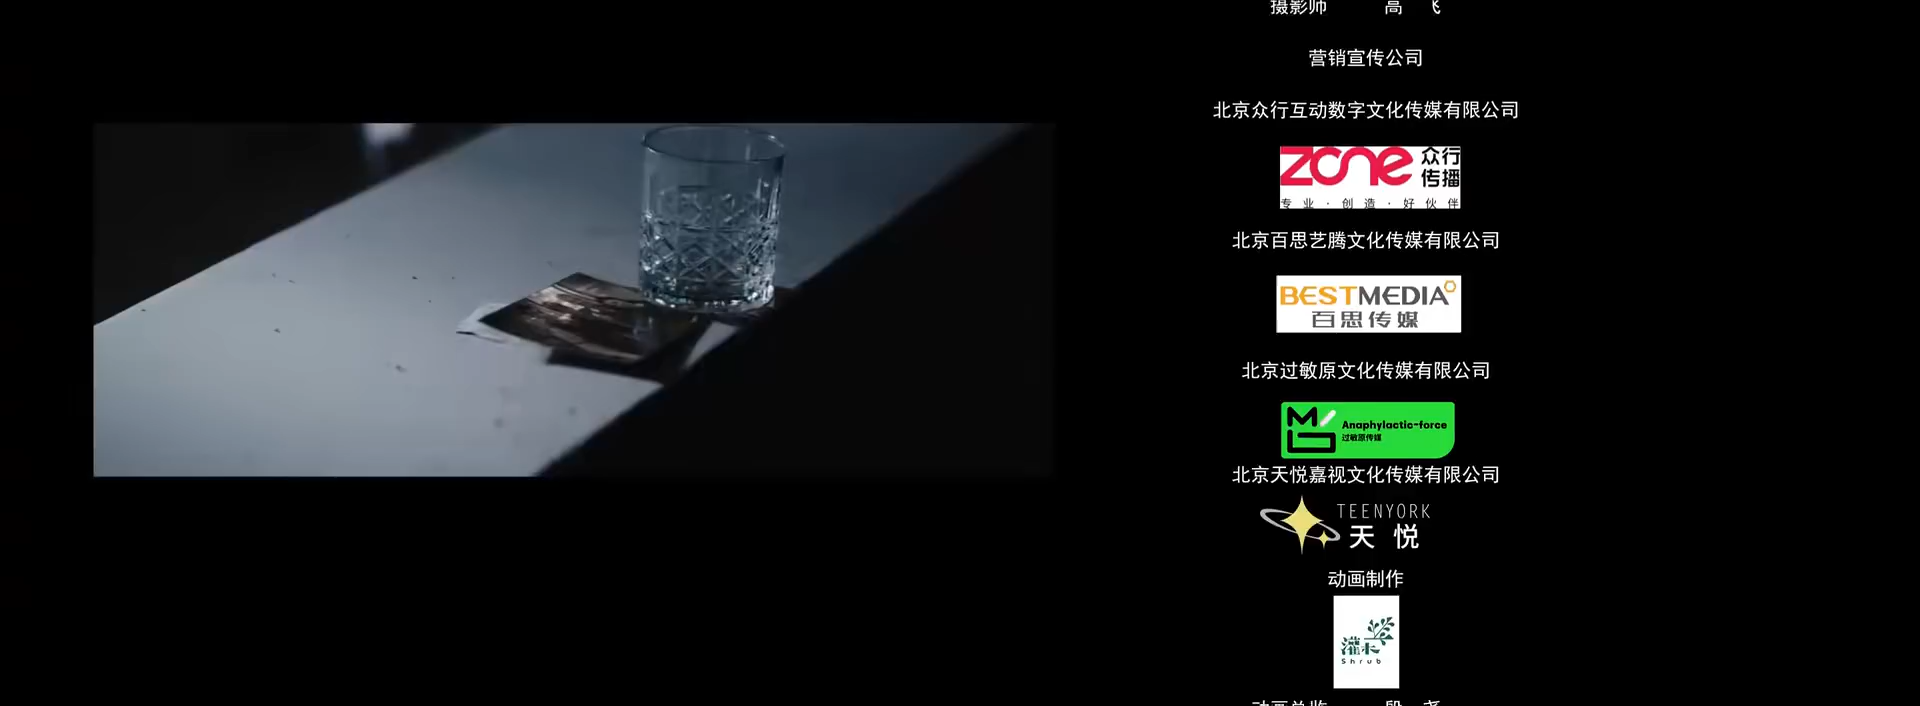 摄影师 高 飞
营销宣传公司
北京众行互动数字文化传媒有限公司
zone 众行传播
专业·创造·好伙伴
北京百思艺腾文化传媒有限公司
BESTMEDIA
百思传媒
北京过敏原文化传媒有限公司
Anaphylactic-force
过敏原传媒
北京天悦嘉视文化传媒有限公司
TEENYORK
天悦
动画制作
灌木
Shrub